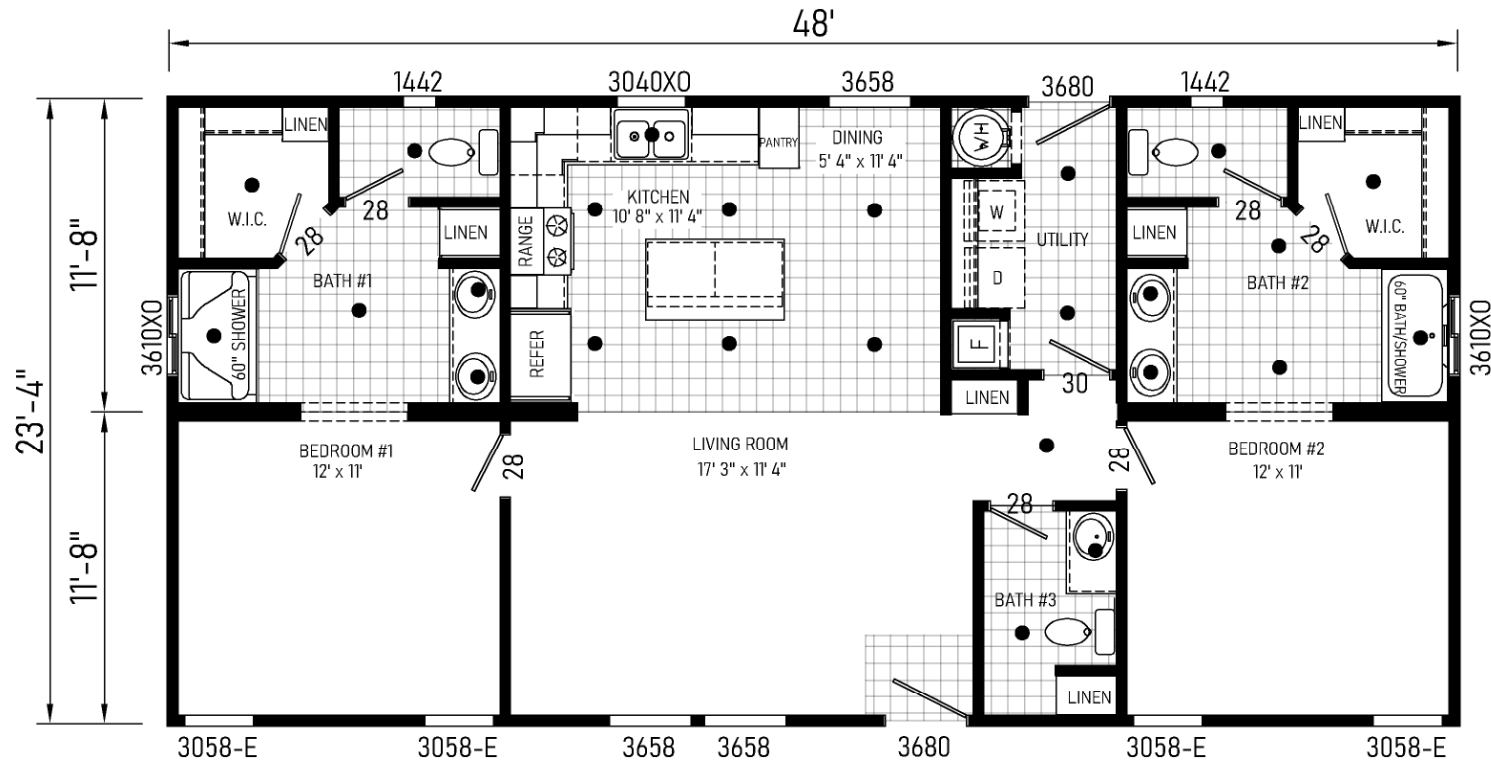 48'
1442
3040XO
3658
3680
1442
LINEN
W.I.C.
28
28
LINEN
BATH #1
60" SHOWER
3610XO
PANTRY
DINING
5' 4" x 11' 4"
KITCHEN
10' 8" x 11' 4"
RANGE
REFER
WH
W
D
UTILITY
F
LINEN
30
LINEN
W.I.C.
28
28
LINEN
BATH #2
60" BATH/SHOWER
3610XO
11'-8"
23'-4"
11'-8"
BEDROOM #1
12' x 11'
28
LIVING ROOM
17' 3" x 11' 4"
28
BEDROOM #2
12' x 11'
28
BATH #3
LINEN
3058-E
3058-E
3658
3658
3680
3058-E
3058-E